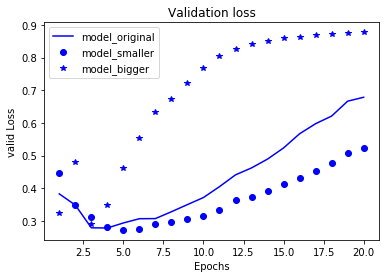 Validation loss
model_original
model_smaller
model_bigger
valid Loss
0.9
0.8
0.7
0.6
0.5
0.4
0.3
2.5
5.0
7.5
10.0
12.5
15.0
17.5
20.0
Epochs